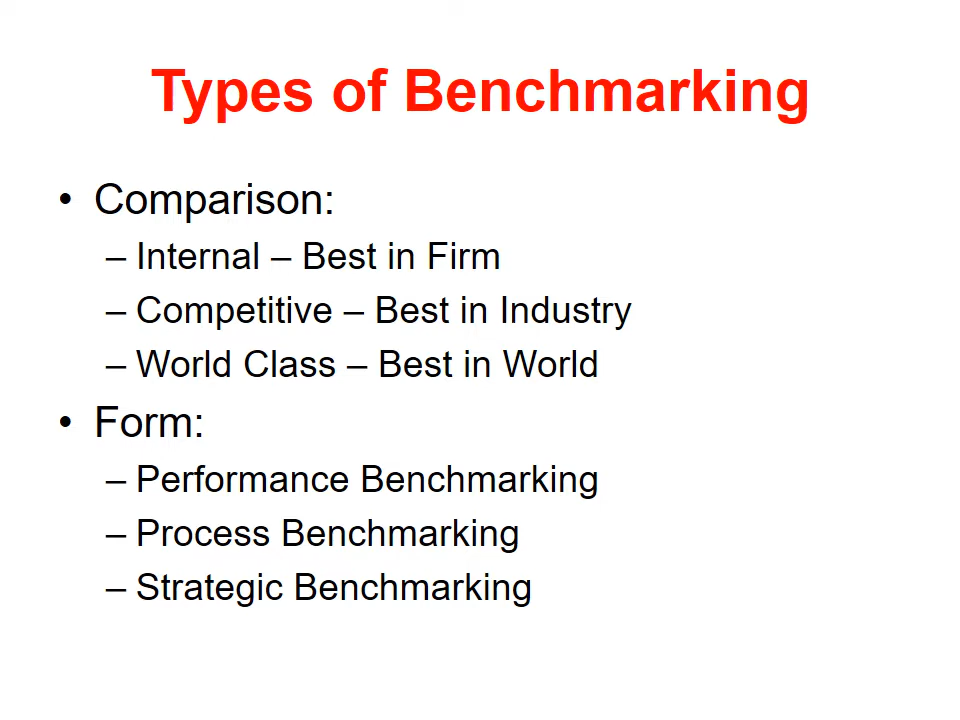 Types of Benchmarking
• Comparison:
– Internal – Best in Firm
– Competitive – Best in Industry
– World Class – Best in World
• Form:
– Performance Benchmarking
– Process Benchmarking
– Strategic Benchmarking